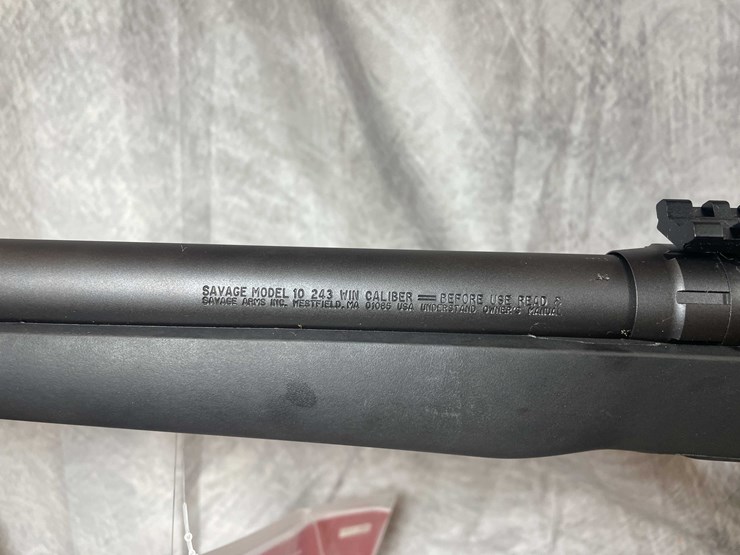 SAVAGE MODEL 10 243 WIN CALIBER == BEFORE USE READ &
SAVAGE ARMS INC. WESTFIELD, MA 01085 USA UNDERSTAND OWNER'S MANUAL